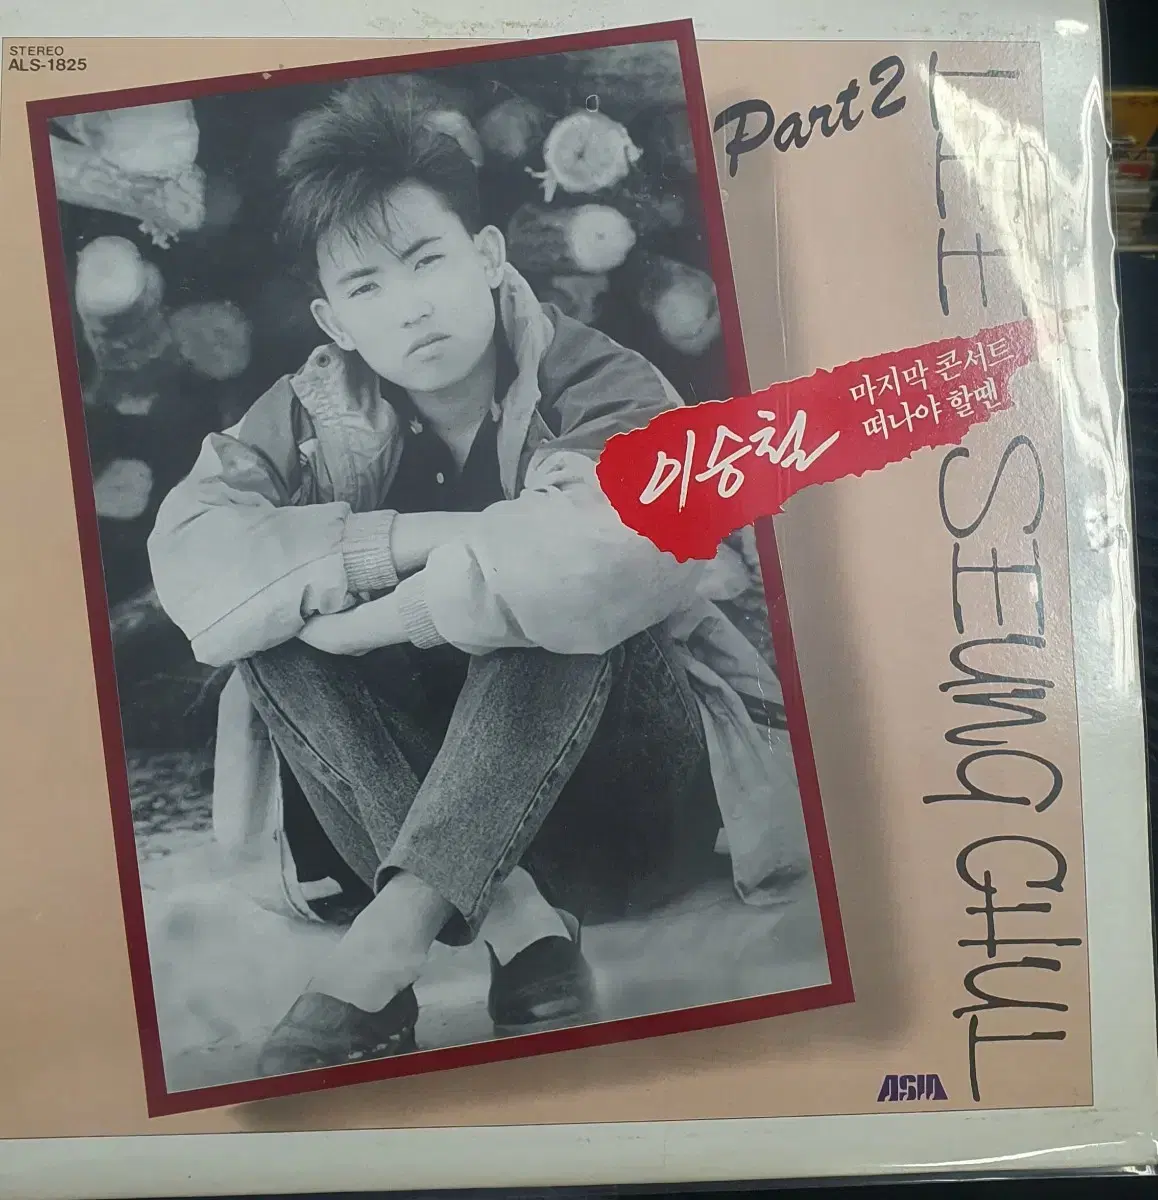 STEREO
ALS-1825
Part 2
LEE SEUNG CHUL
이승철
마지막 콘서트
떠나야 할땐
ASIA